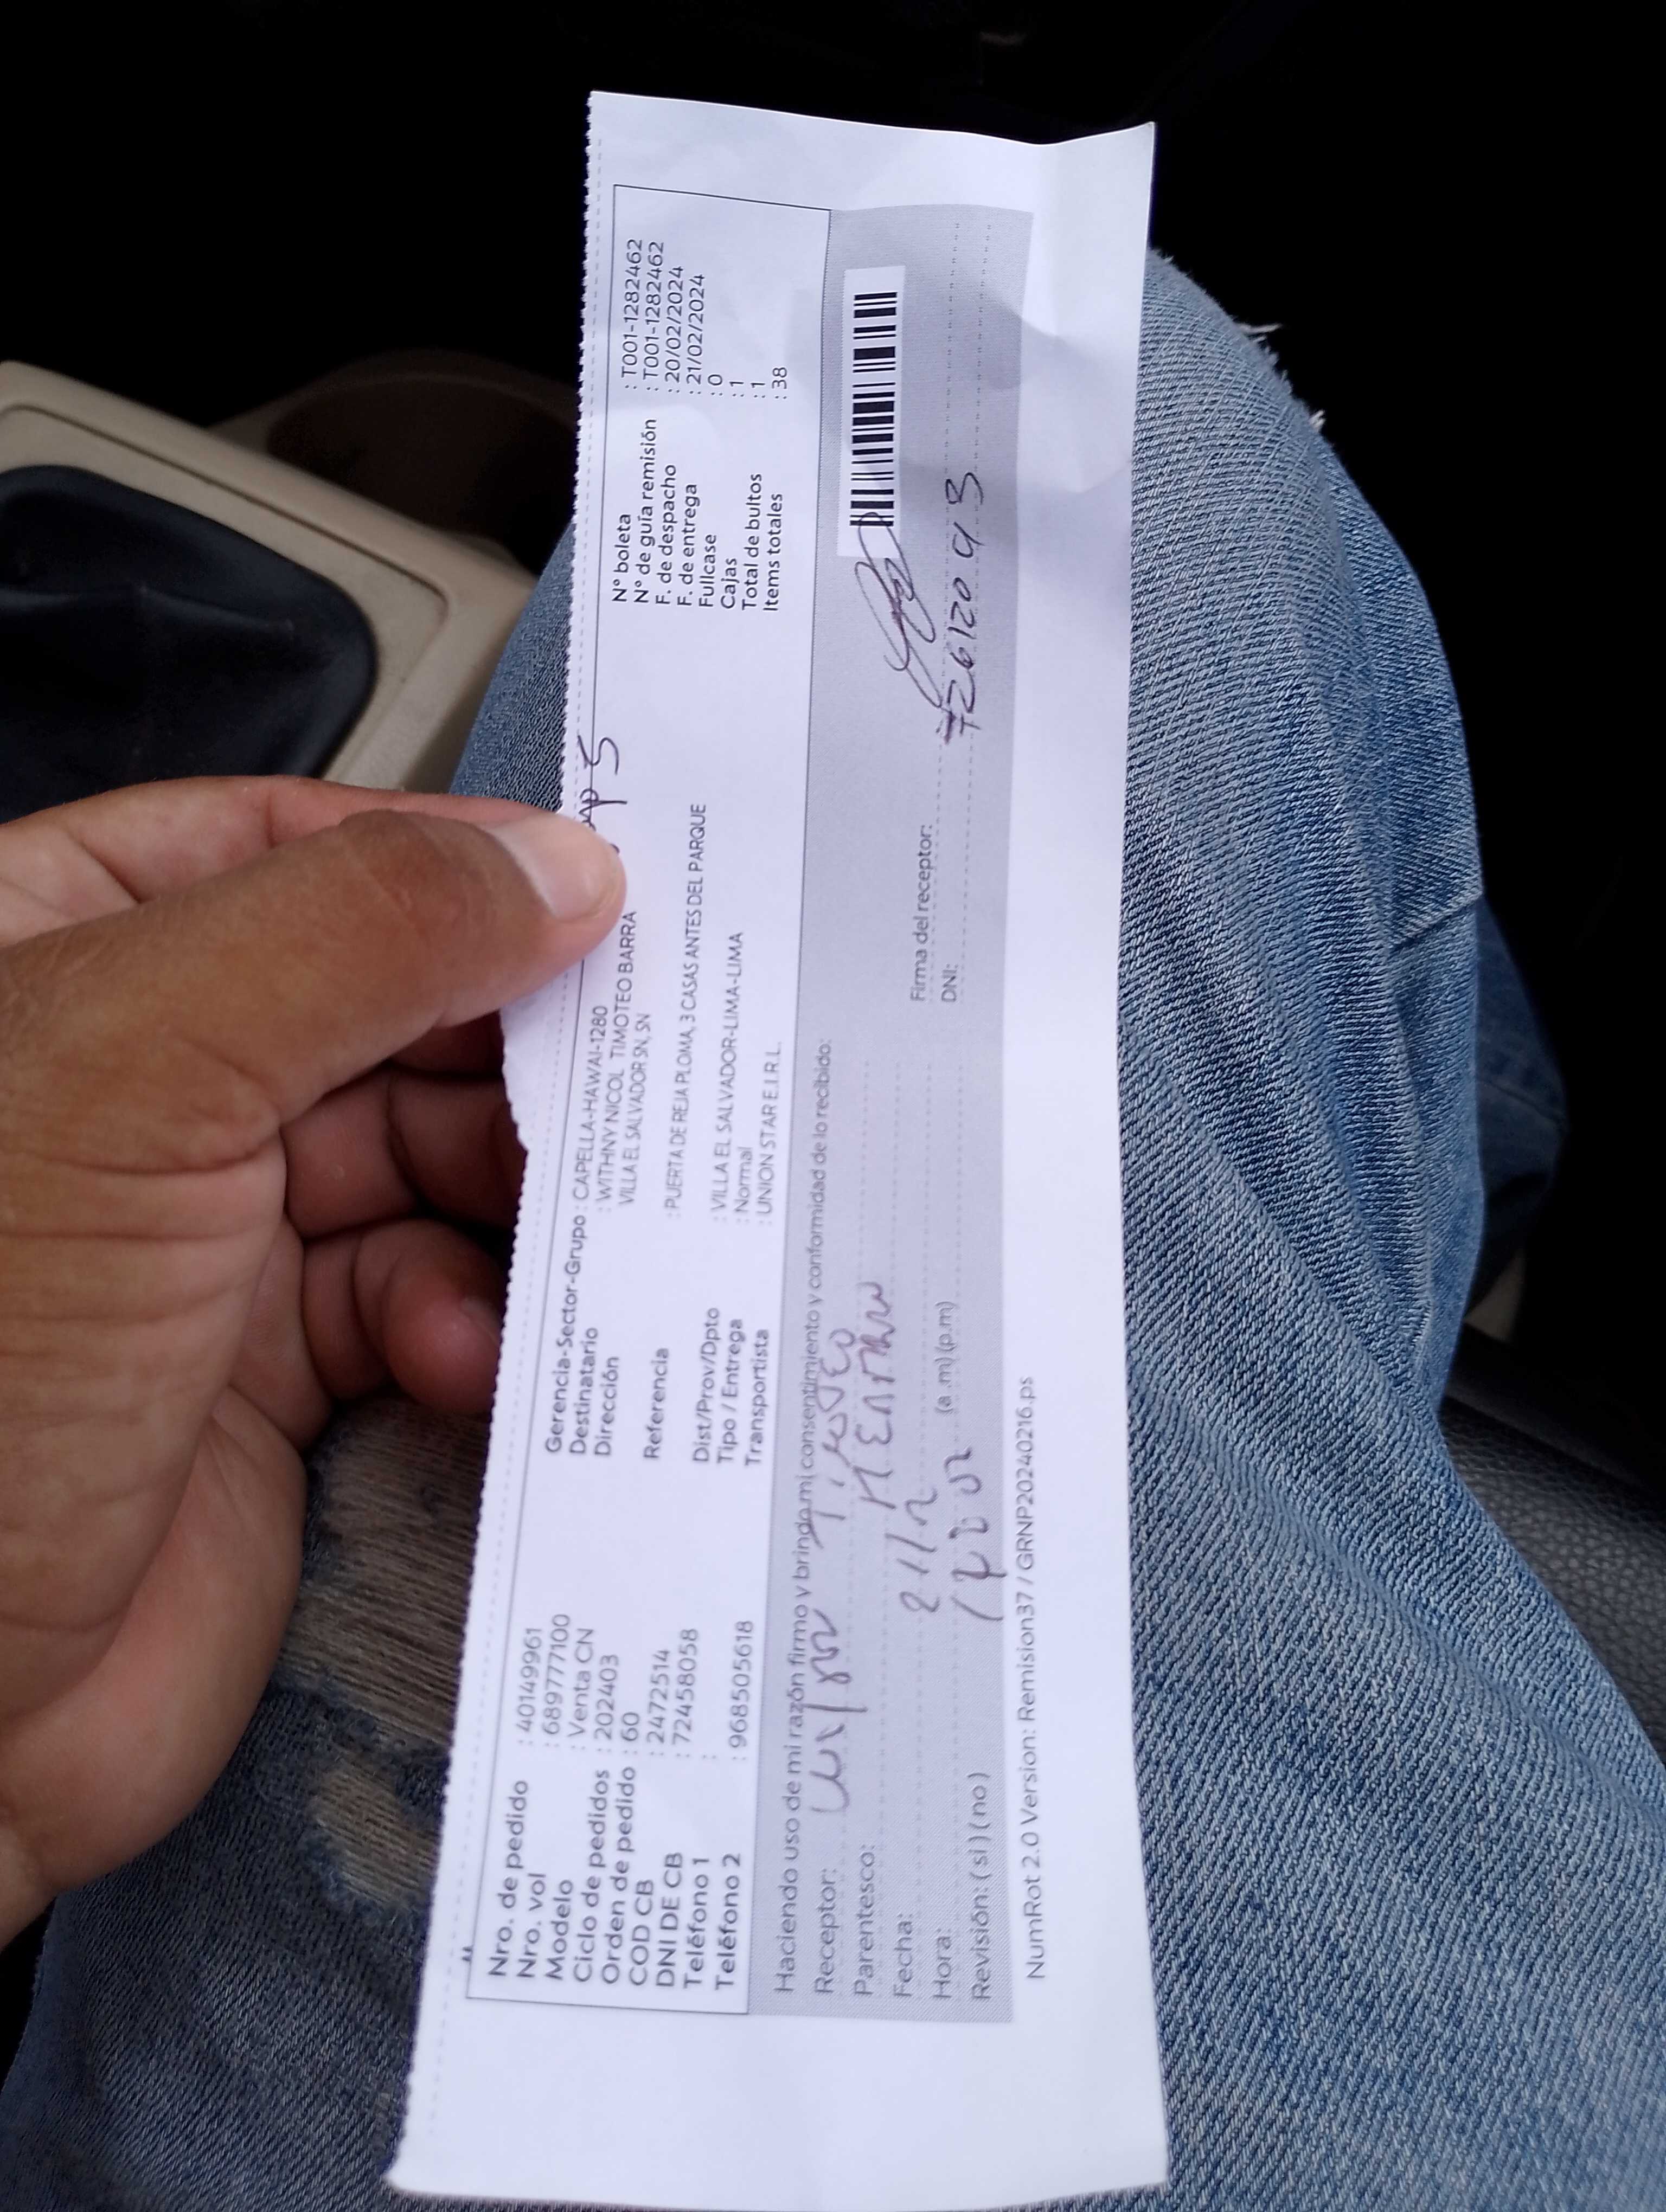 Nro. de pedido : 40149961
Nro. vol : 689777100
Modelo : Venta CN
Ciclo de pedidos : 202403
Orden de pedido : 60
COD CB : 2472514
DNI DE CB : 72458058
Teléfono 1 :
Teléfono 2 : 968505618
Gerencia-Sector-Grupo : CAPELLA-HAWAI-1280
Destinatario : WITHNY NICOL TIMOTEO BARRA
Dirección VILLA EL SALVADOR SN, SN
Referencia : PUERTA DE REJA PLOMA, 3 CASAS ANTES DEL PARQUE
Dist/Prov/Dpto : VILLA EL SALVADOR-LIMA-LIMA
Tipo / Entrega : Normal
Transportista : UNION STAR E.I.R.L.
N° boleta : T001-1282462
N° de guía remisión : T001-1282462
F. de despacho : 20/02/2024
F. de entrega : 21/02/2024
Fullcase : 0
Cajas : 1
Total de bultos : 1
Items totales : 38
Haciendo uso de mi razón firmo y brindo mi consentimiento y conformidad de lo recibido:
Receptor:
Parentesco:
Fecha: 21/2
Hora: (a.m) (p.m)
Revisión: (si) (no)
Firma del receptor:
DNI: 72612093
NumRot 2.0 Version: Remision37 / GRNP20240216.ps